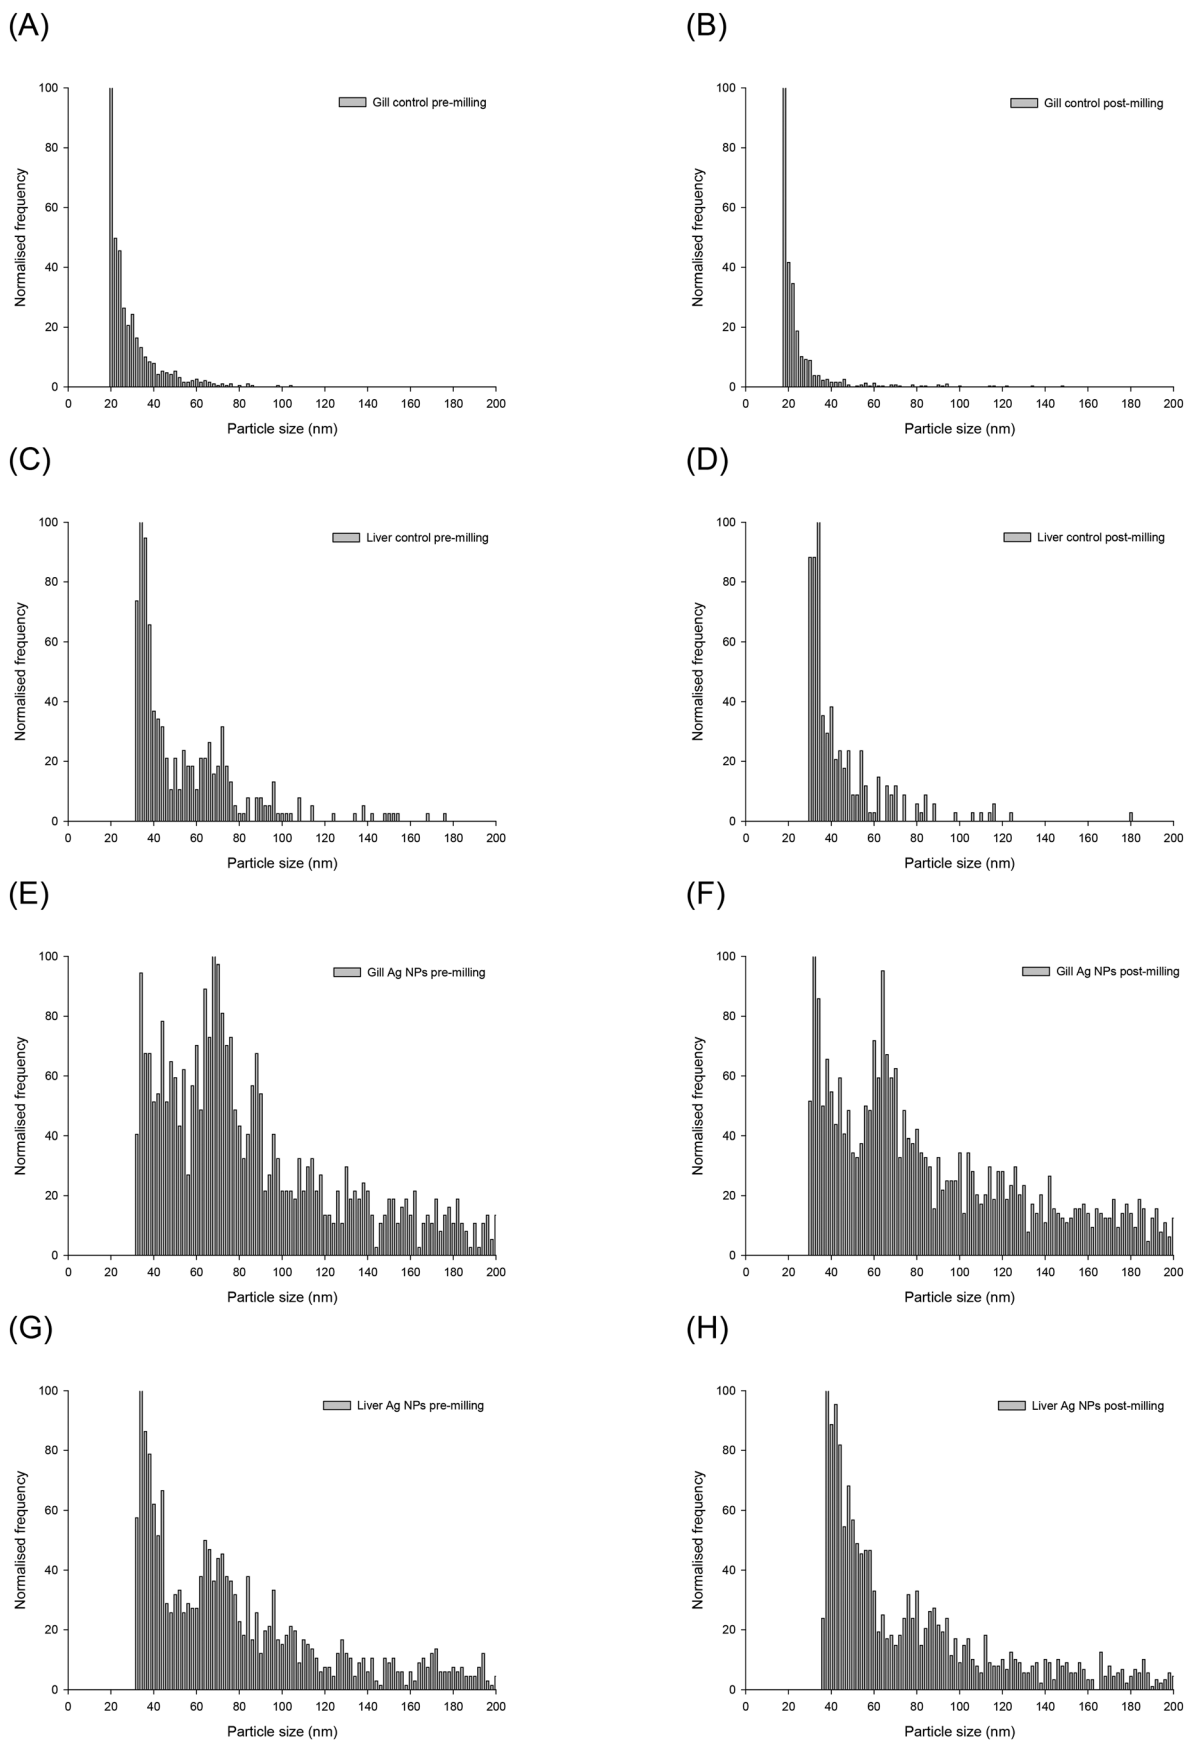 (A)
(B)
Gill control pre-milling
Gill control post-milling
Normalised frequency
Normalised frequency
100
80
60
40
20
0
100
80
60
40
20
0
0 20 40 60 80 100 120 140 160 180 200
0 20 40 60 80 100 120 140 160 180 200
Particle size (nm)
Particle size (nm)
(C)
(D)
Liver control pre-milling
Liver control post-milling
Normalised frequency
Normalised frequency
100
80
60
40
20
0
100
80
60
40
20
0
0 20 40 60 80 100 120 140 160 180 200
0 20 40 60 80 100 120 140 160 180 200
Particle size (nm)
Particle size (nm)
(E)
(F)
Gill Ag NPs pre-milling
Gill Ag NPs post-milling
Normalised frequency
Normalised frequency
100
80
60
40
20
0
100
80
60
40
20
0
0 20 40 60 80 100 120 140 160 180 200
0 20 40 60 80 100 120 140 160 180 200
Particle size (nm)
Particle size (nm)
(G)
(H)
Liver Ag NPs pre-milling
Liver Ag NPs post-milling
Normalised frequency
Normalised frequency
100
80
60
40
20
0
100
80
60
40
20
0
0 20 40 60 80 100 120 140 160 180 200
0 20 40 60 80 100 120 140 160 180 200
Particle size (nm)
Particle size (nm)